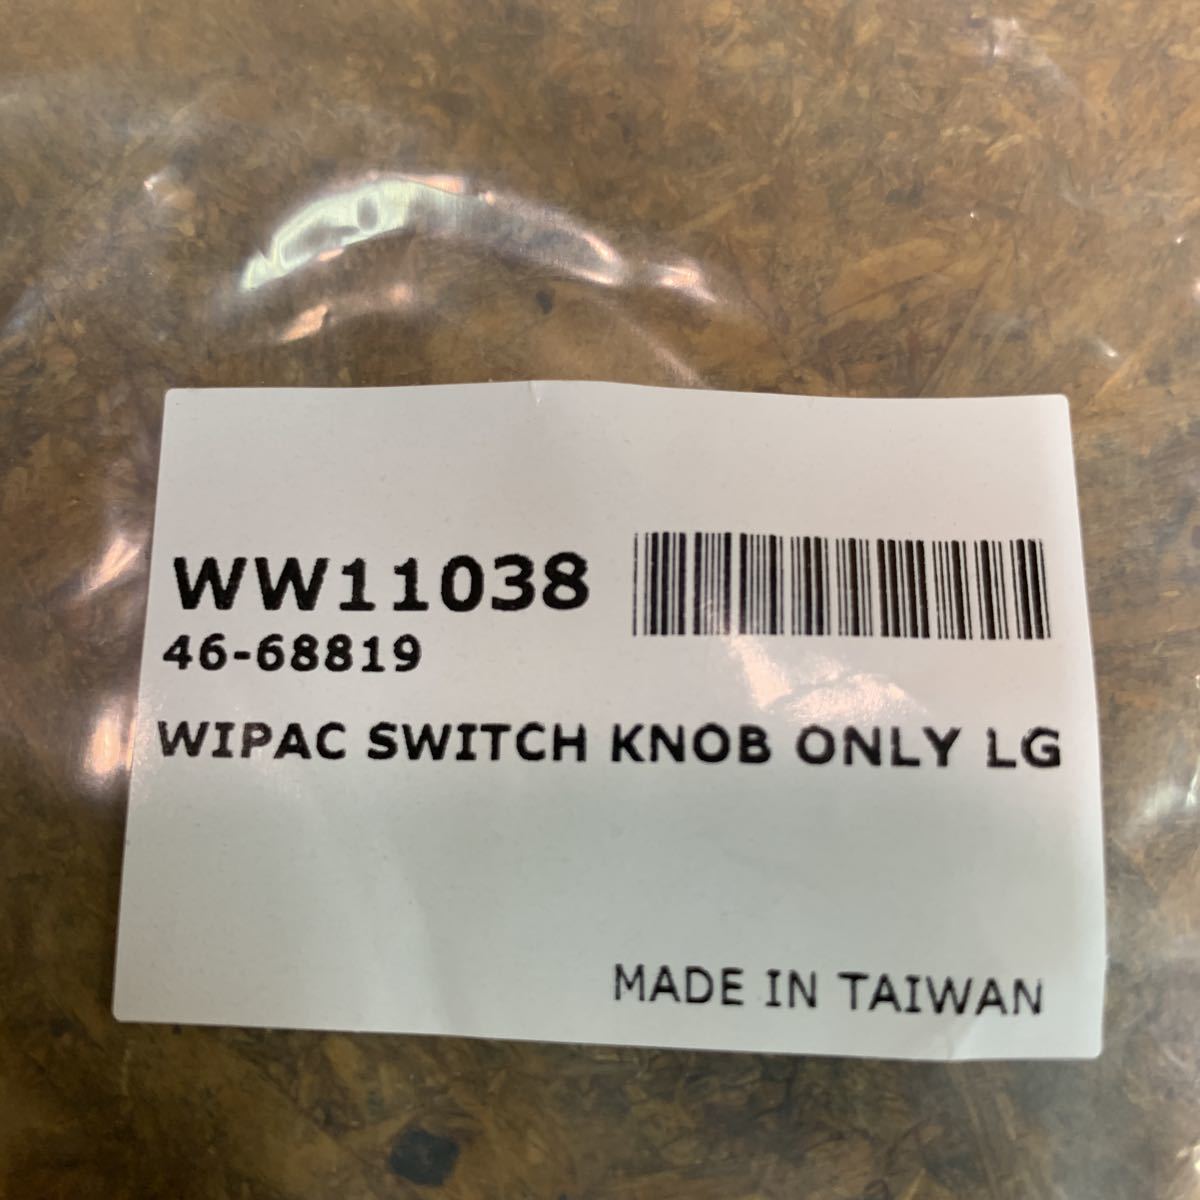 WW11038
46-68819
WIPAC SWITCH KNOB ONLY LG
MADE IN TAIWAN